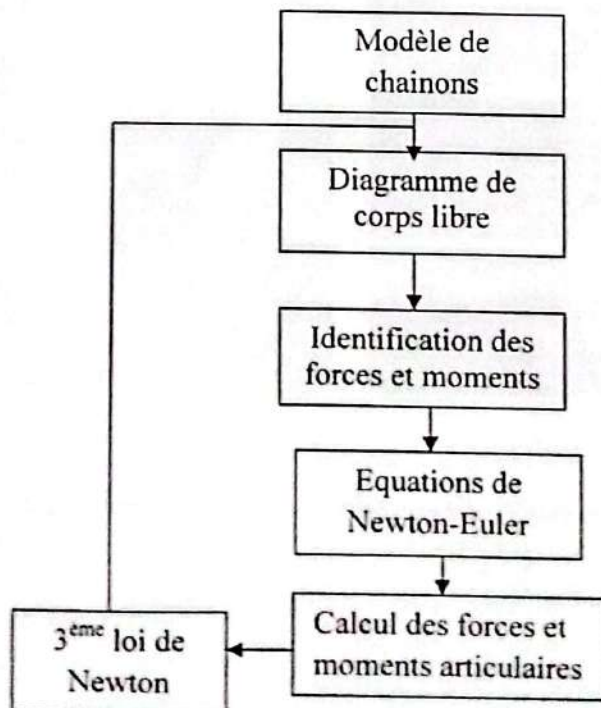 Modèle de
chainons
Diagramme de
corps libre
Identification des
forces et moments
Equations de
Newton-Euler
Calcul des forces et
moments articulaires
3ème loi de
Newton